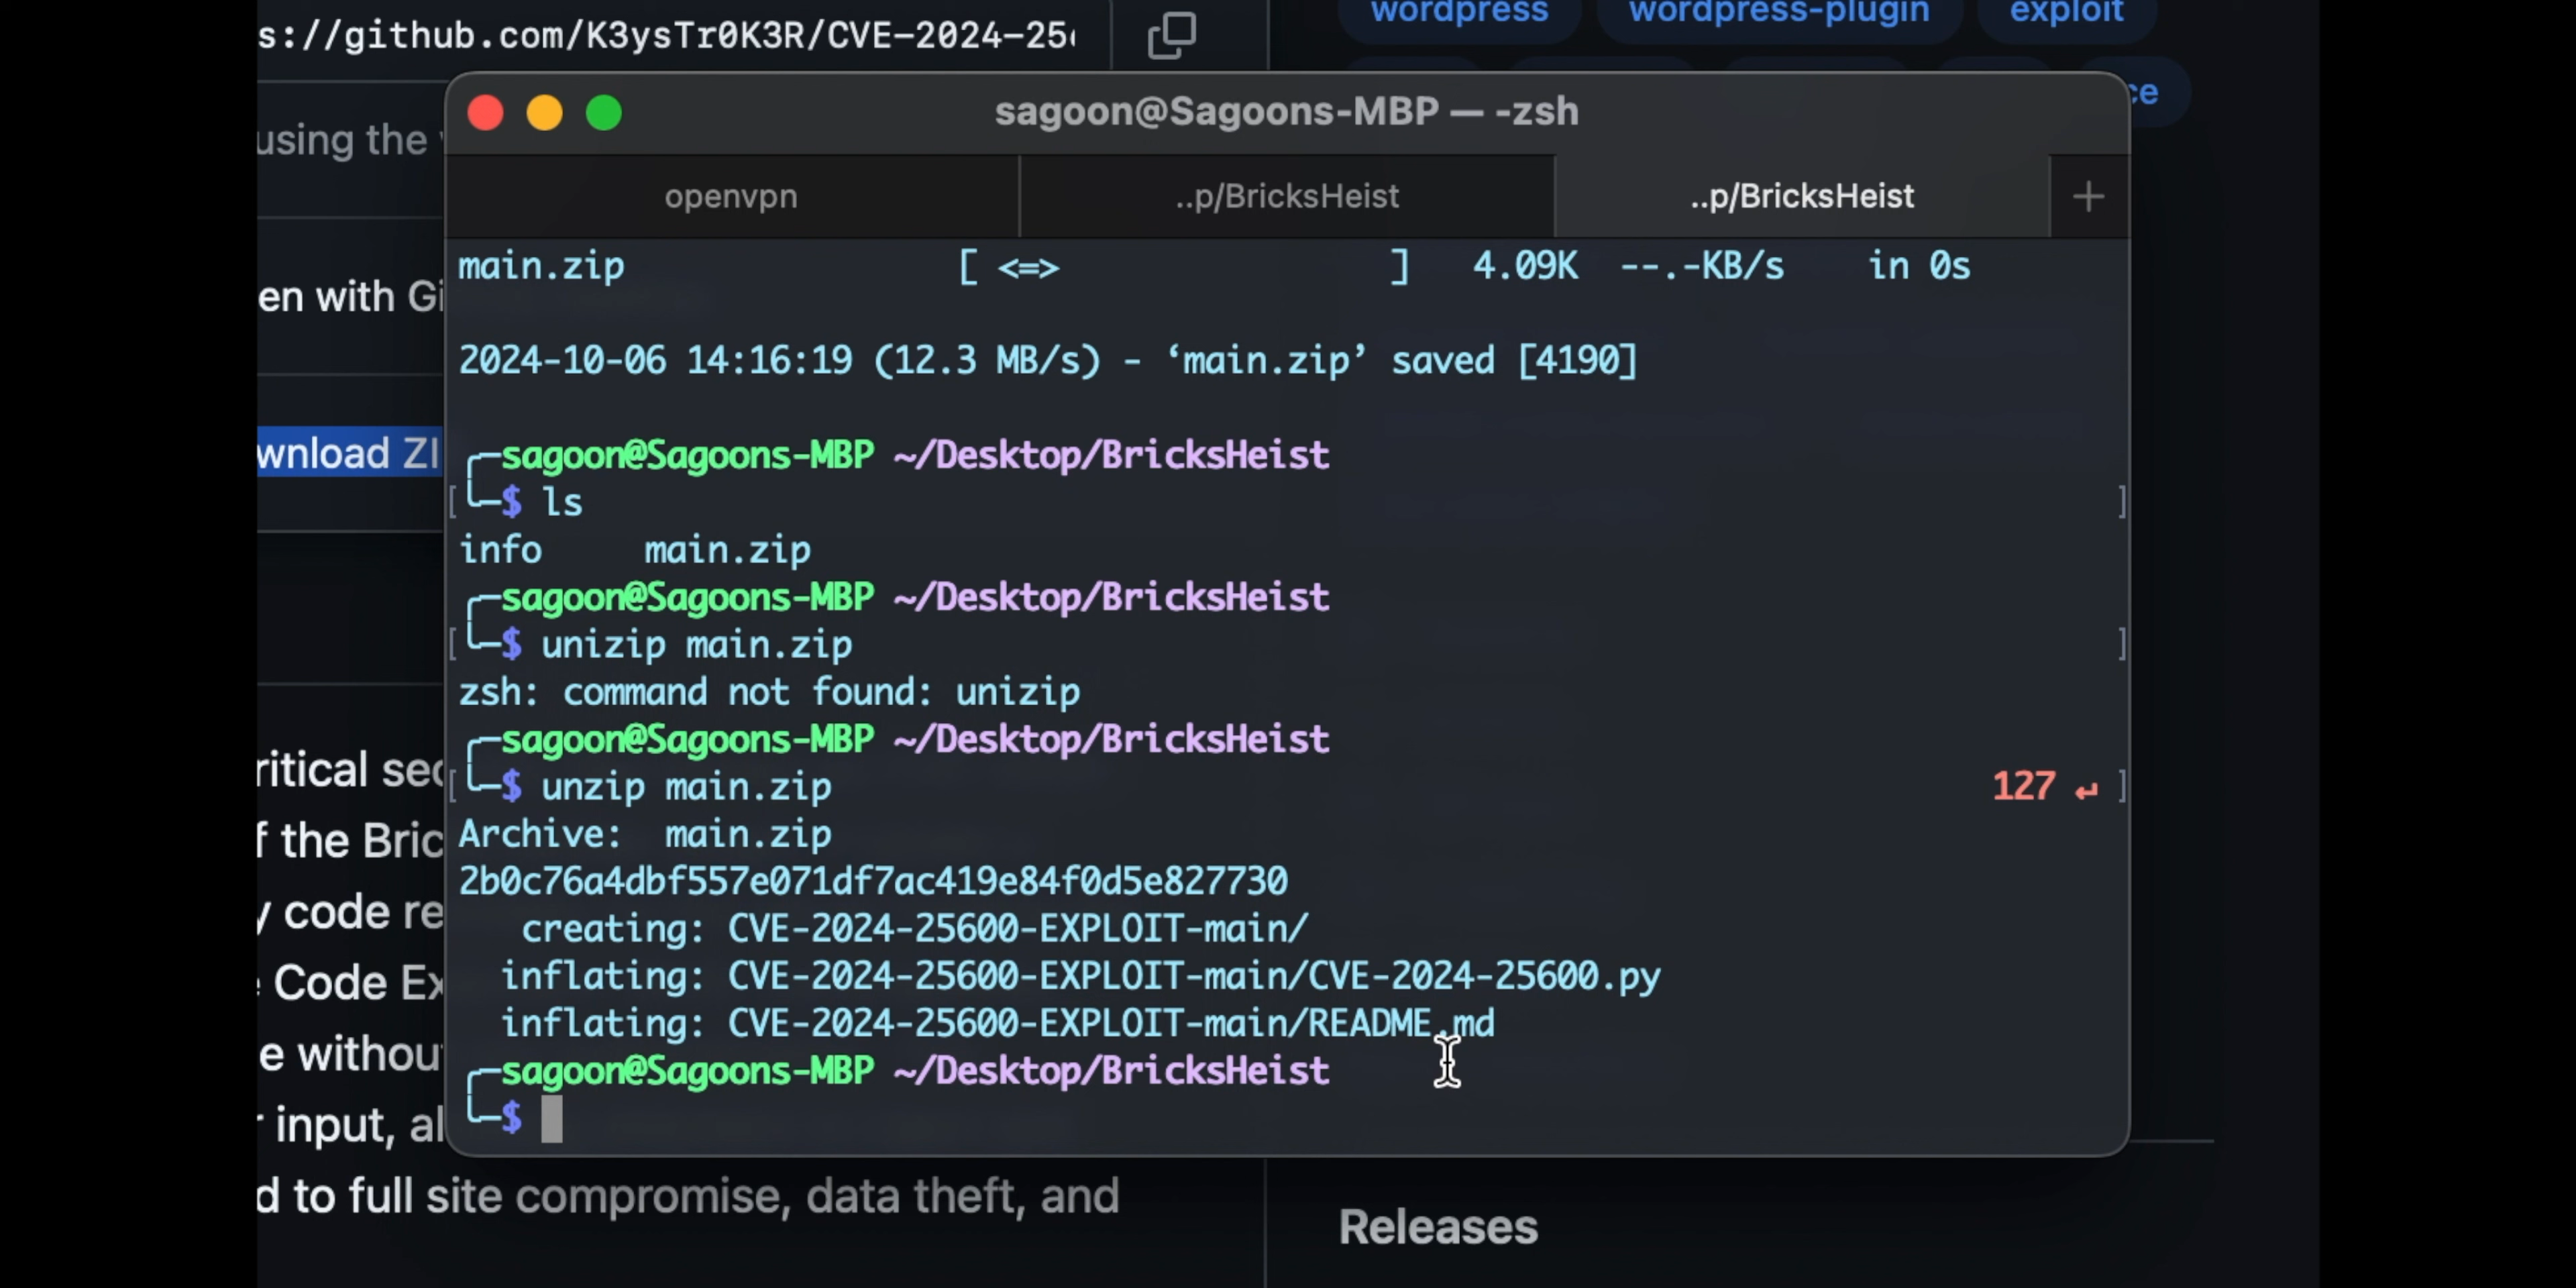 s://github.com/K3ysTr0K3R/CVE-2024-25
wordpress wordpress-plugin exploit
ce
using the
en with Gi
wnload ZI
ritical sec
f the Bric
y code re
Code Ex
e withou
r input, al
d to full site compromise, data theft, and
Releases
sagoon@Sagoons-MBP — -zsh
openvpn ..p/BricksHeist ..p/BricksHeist +
main.zip [ <=> ] 4.09K --.-KB/s in 0s
2024-10-06 14:16:19 (12.3 MB/s) - ‘main.zip’ saved [4190]
╭─sagoon@Sagoons-MBP ~/Desktop/BricksHeist
[╰─$ ls ]
info main.zip
╭─sagoon@Sagoons-MBP ~/Desktop/BricksHeist
[╰─$ unizip main.zip ]
zsh: command not found: unizip
╭─sagoon@Sagoons-MBP ~/Desktop/BricksHeist
[╰─$ unzip main.zip 127 ↵ ]
Archive: main.zip
2b0c76a4dbf557e071df7ac419e84f0d5e827730
creating: CVE-2024-25600-EXPLOIT-main/
inflating: CVE-2024-25600-EXPLOIT-main/CVE-2024-25600.py
inflating: CVE-2024-25600-EXPLOIT-main/README.md
╭─sagoon@Sagoons-MBP ~/Desktop/BricksHeist
╰─$